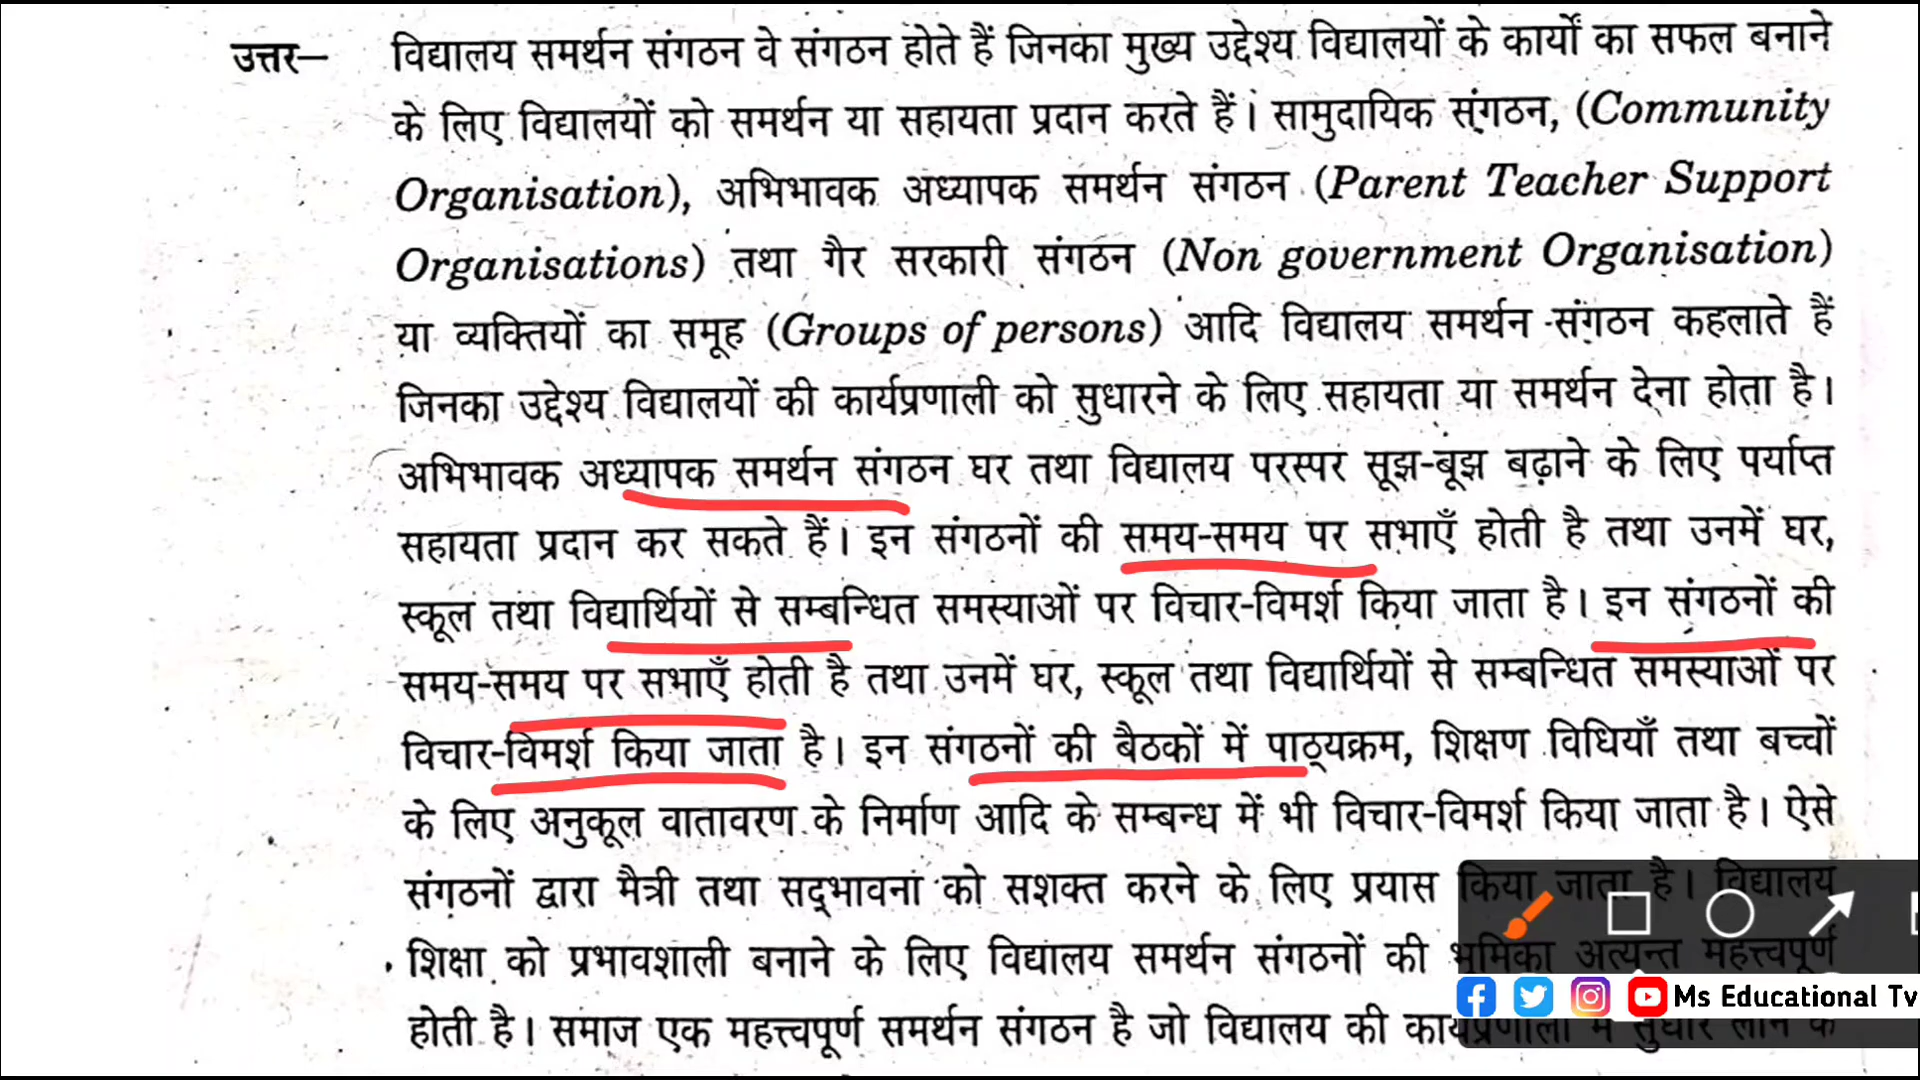 उत्तर— विद्यालय समर्थन संगठन वे संगठन होते हैं जिनका मुख्य उद्देश्य विद्यालयों के कार्यों का सफल बनाने
के लिए विद्यालयों को समर्थन या सहायता प्रदान करते हैं। सामुदायिक संगठन, (Community
Organisation), अभिभावक अध्यापक समर्थन संगठन (Parent Teacher Support
Organisations) तथा गैर सरकारी संगठन (Non government Organisation)
या व्यक्तियों का समूह (Groups of persons) आदि विद्यालय समर्थन संगठन कहलाते हैं
जिनका उद्देश्य विद्यालयों की कार्यप्रणाली को सुधारने के लिए सहायता या समर्थन देना होता है।
अभिभावक अध्यापक समर्थन संगठन घर तथा विद्यालय परस्पर सूझ-बूझ बढ़ाने के लिए पर्याप्त
सहायता प्रदान कर सकते हैं। इन संगठनों की समय-समय पर सभाएँ होती है तथा उनमें घर,
स्कूल तथा विद्यार्थियों से सम्बन्धित समस्याओं पर विचार-विमर्श किया जाता है। इन संगठनों की
समय-समय पर सभाएँ होती है तथा उनमें घर, स्कूल तथा विद्यार्थियों से सम्बन्धित समस्याओं पर
विचार-विमर्श किया जाता है। इन संगठनों की बैठकों में पाठ्यक्रम, शिक्षण विधियाँ तथा बच्चों
के लिए अनुकूल वातावरण के निर्माण आदि के सम्बन्ध में भी विचार-विमर्श किया जाता है। ऐसे
संगठनों द्वारा मैत्री तथा सद्‌भावना को सशक्त करने के लिए प्रयास किया जाता है। विद्यालय
शिक्षा को प्रभावशाली बनाने के लिए विद्यालय समर्थन संगठनों की भूमिका अत्यन्त महत्त्वपूर्ण
Ms Educational Tv
होती है। समाज एक महत्त्वपूर्ण समर्थन संगठन है जो विद्यालय की कार्यप्रणाली में सुधार लाने के